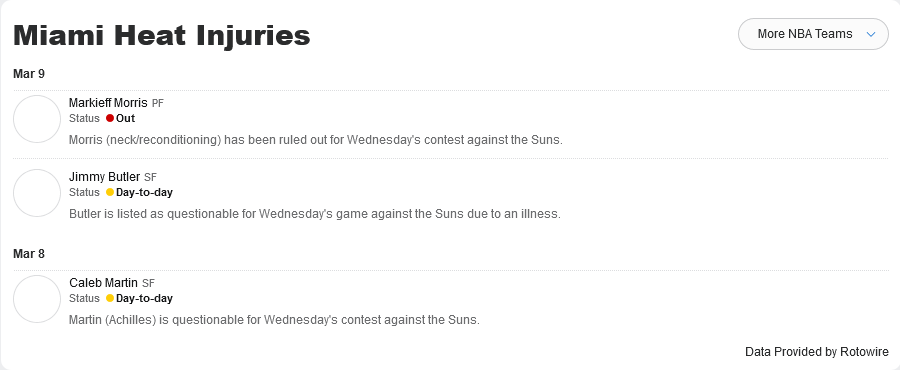 Miami Heat Injuries
More NBA Teams
Mar 9
Markieff Morris PF
Status Out
Morris (neck/reconditioning) has been ruled out for Wednesday's contest against the Suns.
Jimmy Butler SF
Status Day-to-day
Butler is listed as questionable for Wednesday's game against the Suns due to an illness.
Mar 8
Caleb Martin SF
Status Day-to-day
Martin (Achilles) is questionable for Wednesday's contest against the Suns.
Data Provided by Rotowire